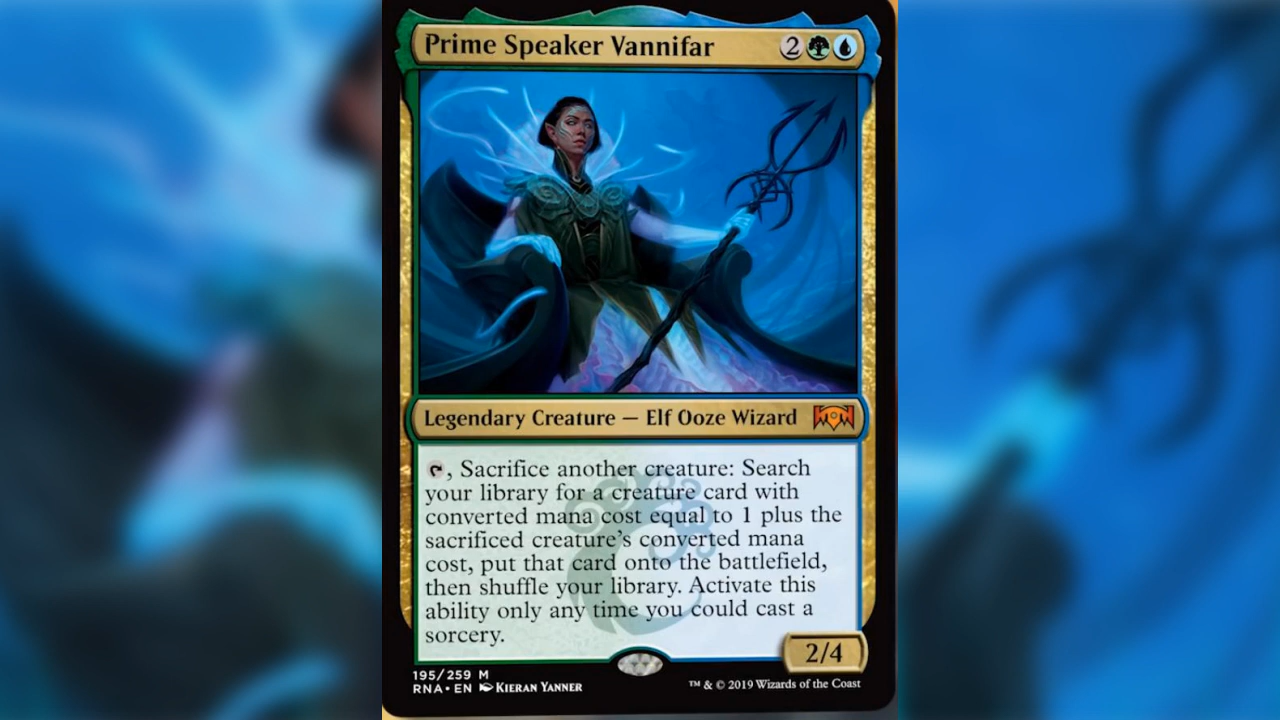 Prime Speaker Vannifar 2
Legendary Creature — Elf Ooze Wizard
, Sacrifice another creature: Search
your library for a creature card with
converted mana cost equal to 1 plus the
sacrificed creature's converted mana
cost, put that card onto the battlefield,
then shuffle your library. Activate this
ability only any time you could cast a
sorcery.
2/4
195/259 M
RNA • EN KIERAN YANNER
™ & © 2019 Wizards of the Coast